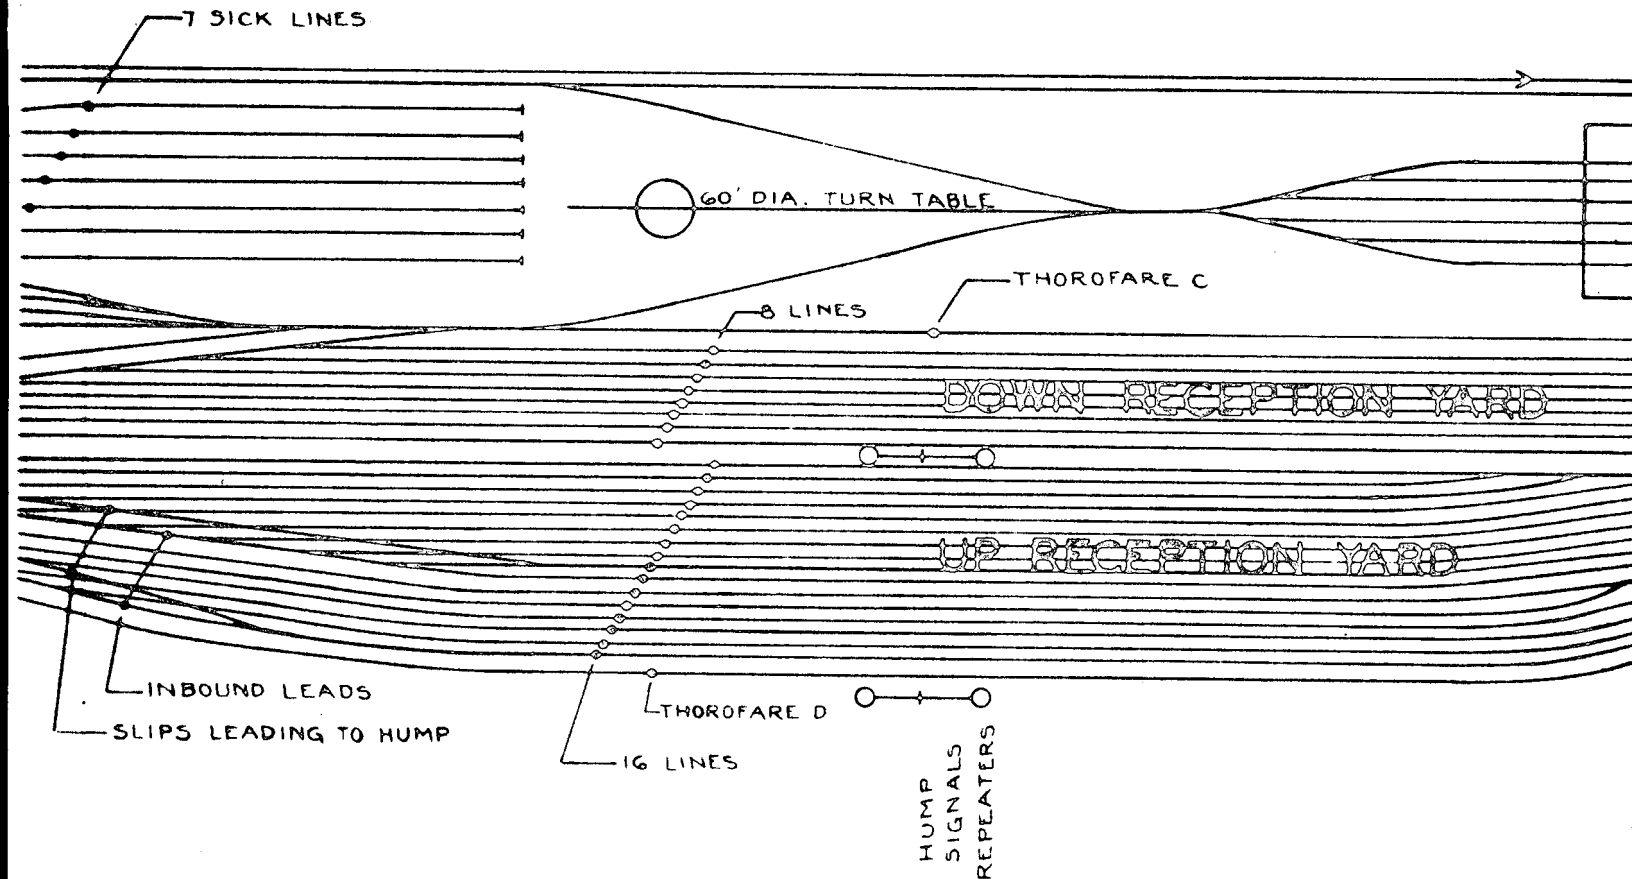 7 SICK LINES
60' DIA. TURN TABLE
THOROFARE C
8 LINES
DOWN RECEPTION YARD
UP RECEPTION YARD
INBOUND LEADS
THOROFARE D
SLIPS LEADING TO HUMP
16 LINES
HUMP
SIGNALS
REPEATERS